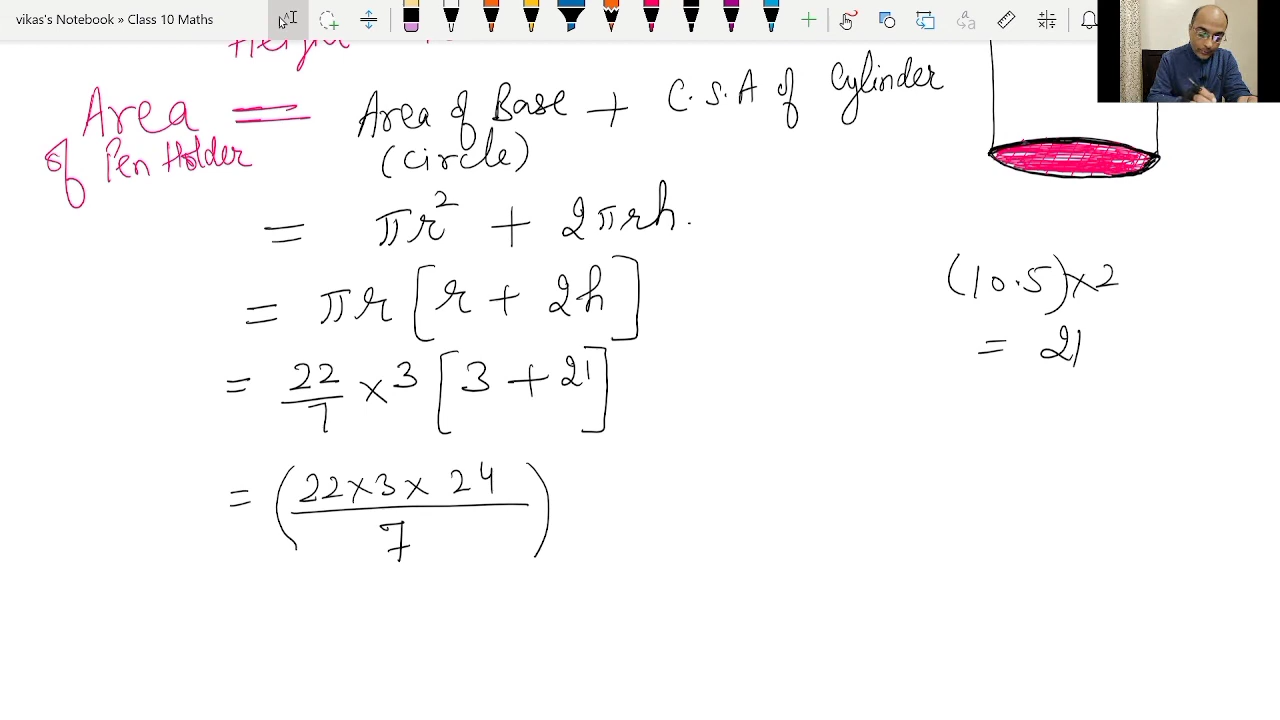 vikas's Notebook » Class 10 Maths
Height
Area = Area of Base + C.S.A of Cylinder
of Pen Holder (circle)
= πr² + 2πrh.
= πr [r + 2h]
(10.5)×2
= 21
= 22/7 × 3 [3 + 21]
= (22×3×24 / 7)